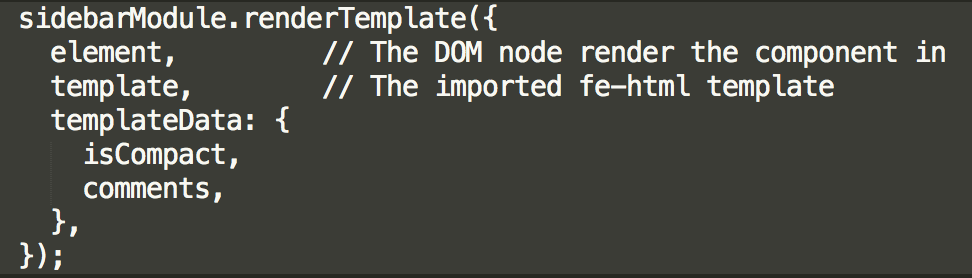 sidebarModule.renderTemplate({
  element,         // The DOM node render the component in
  template,        // The imported fe-html template
  templateData: {
    isCompact,
    comments,
  },
});